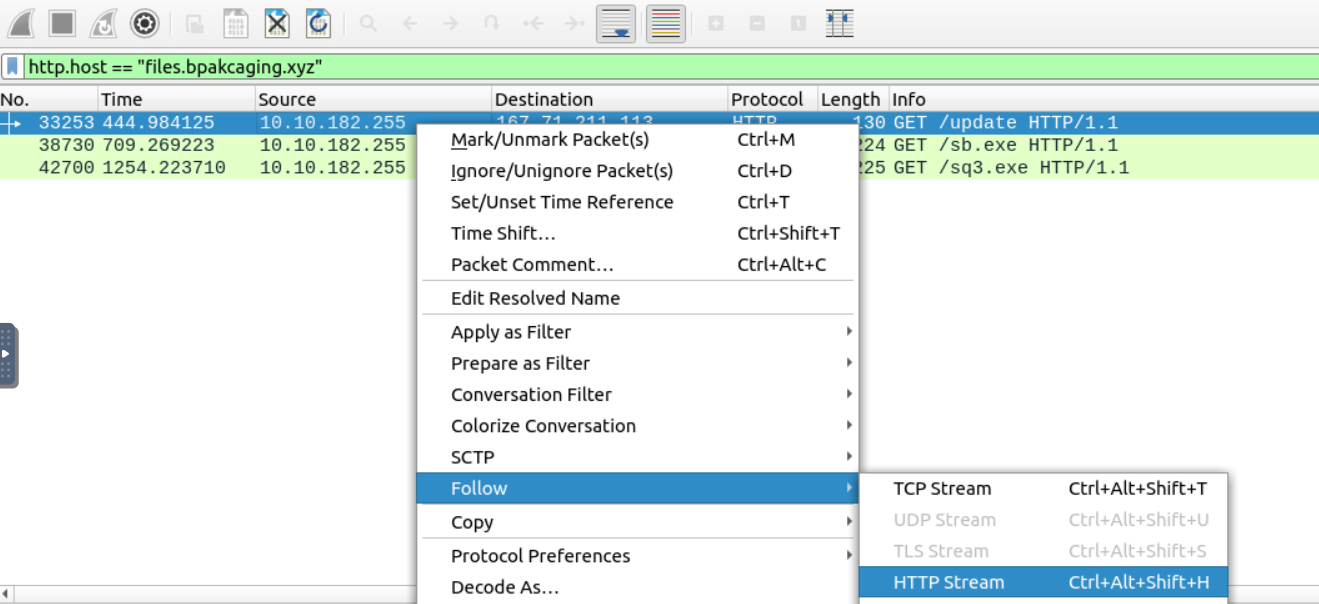 http.host == "files.bpakcaging.xyz"
No. Time Source Destination Protocol Length Info
33253 444.984125 10.10.182.255 167.71.211.113 HTTP 130 GET /update HTTP/1.1
38730 709.269223 10.10.182.255 224 GET /sb.exe HTTP/1.1
42700 1254.223710 10.10.182.255 225 GET /sq3.exe HTTP/1.1
Mark/Unmark Packet(s) Ctrl+M
Ignore/Unignore Packet(s) Ctrl+D
Set/Unset Time Reference Ctrl+T
Time Shift… Ctrl+Shift+T
Packet Comment… Ctrl+Alt+C
Edit Resolved Name
Apply as Filter
Prepare as Filter
Conversation Filter
Colorize Conversation
SCTP
Follow
TCP Stream Ctrl+Alt+Shift+T
UDP Stream Ctrl+Alt+Shift+U
TLS Stream Ctrl+Alt+Shift+S
HTTP Stream Ctrl+Alt+Shift+H
Copy
Protocol Preferences
Decode As…